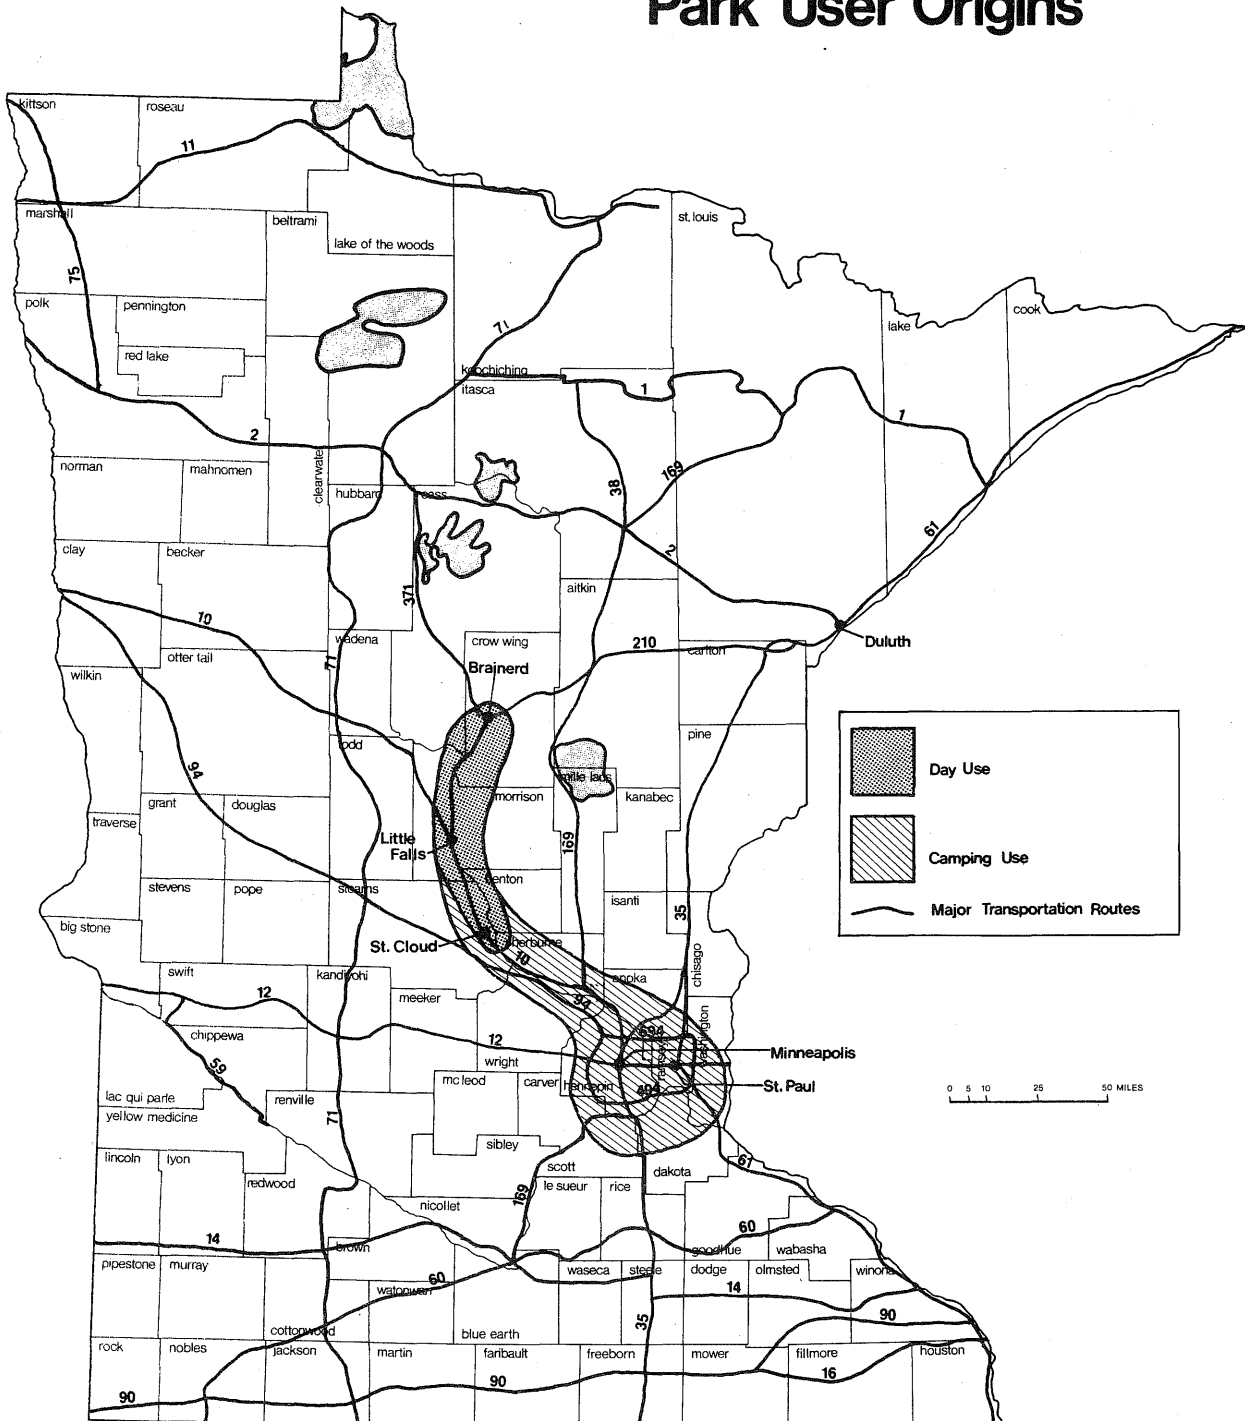 Park User Origins
kittson
roseau
11
marshall
beltrami
lake of the woods
st. louis
75
polk
pennington
red lake
71
koochiching
itasca
1
lake
cook
1
2
norman
mahnomen
clearwater
hubbard
cass
38
169
61
clay
becker
371
2
aitkin
10
wadena
crow wing
210
carlton
Duluth
otter tail
71
Brainerd
wilkin
todd
pine
94
mille lacs
Day Use
grant
douglas
morrison
kanabec
traverse
Little
Falls
169
Camping Use
stevens
pope
stearns
benton
isanti
35
Major Transportation Routes
big stone
St. Cloud
sherburne
10
chisago
swift
kandiyohi
anoka
12
meeker
94
chippewa
12
694
washington
59
wright
ramsey
Minneapolis
mc leod
carver
hennepin
494
St. Paul
0 5 10 25 50 MILES
lac qui parle
yellow medicine
renville
71
sibley
lincoln
lyon
scott
dakota
61
redwood
le sueur
rice
169
nicollet
14
brown
60
goodhue
wabasha
pipestone
murray
60
waseca
steele
dodge
olmsted
winona
watonwan
14
90
cottonwood
blue earth
35
rock
nobles
jackson
martin
faribault
freeborn
mower
fillmore
houston
90
90
16